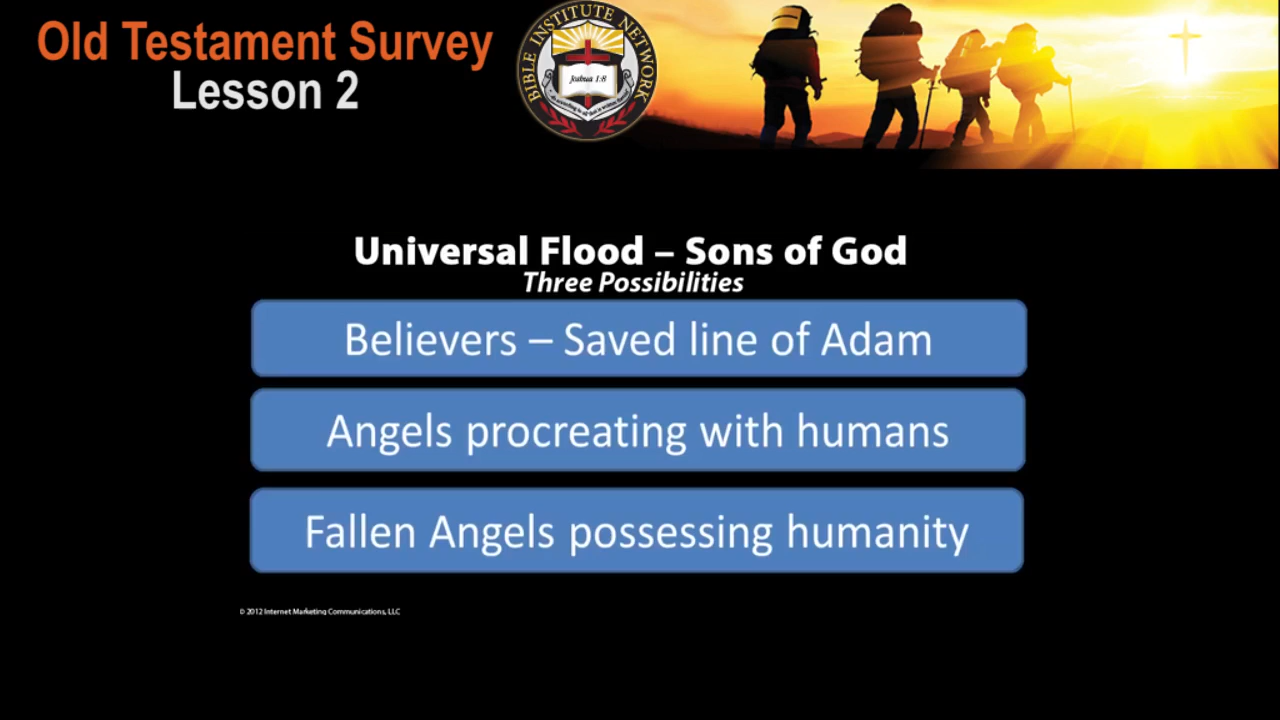 Old Testament Survey
Lesson 2
BIBLE INSTITUTE NETWORK
Joshua 1:8
Universal Flood – Sons of God
Three Possibilities
Believers – Saved line of Adam
Angels procreating with humans
Fallen Angels possessing humanity
© 2012 Internet Marketing Communications, LLC